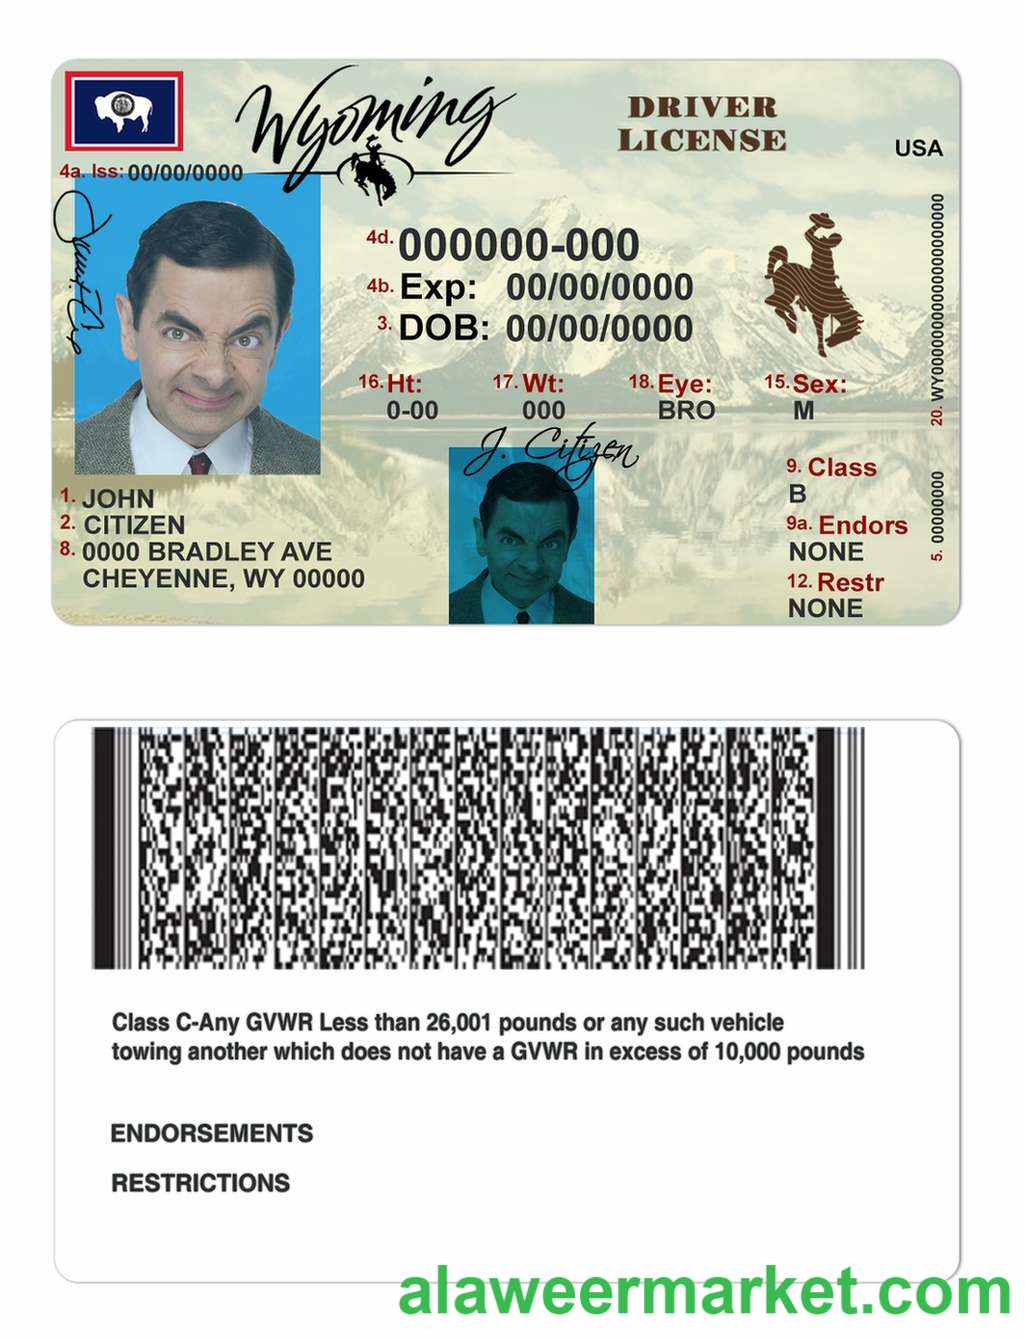 Wyoming
DRIVER
LICENSE
USA
4a. Iss: 00/00/0000
4d. 000000-000
4b. Exp: 00/00/0000
3. DOB: 00/00/0000
16. Ht: 17. Wt: 18. Eye: 15. Sex:
0-00 000 BRO M
J. Citizen
9. Class
B
9a. Endors
NONE
12. Restr
NONE
1. JOHN
2. CITIZEN
8. 0000 BRADLEY AVE
CHEYENNE, WY 00000
5. 00000000
Class C-Any GVWR Less than 26,001 pounds or any such vehicle
towing another which does not have a GVWR in excess of 10,000 pounds
ENDORSEMENTS
RESTRICTIONS
alaweermarket.com